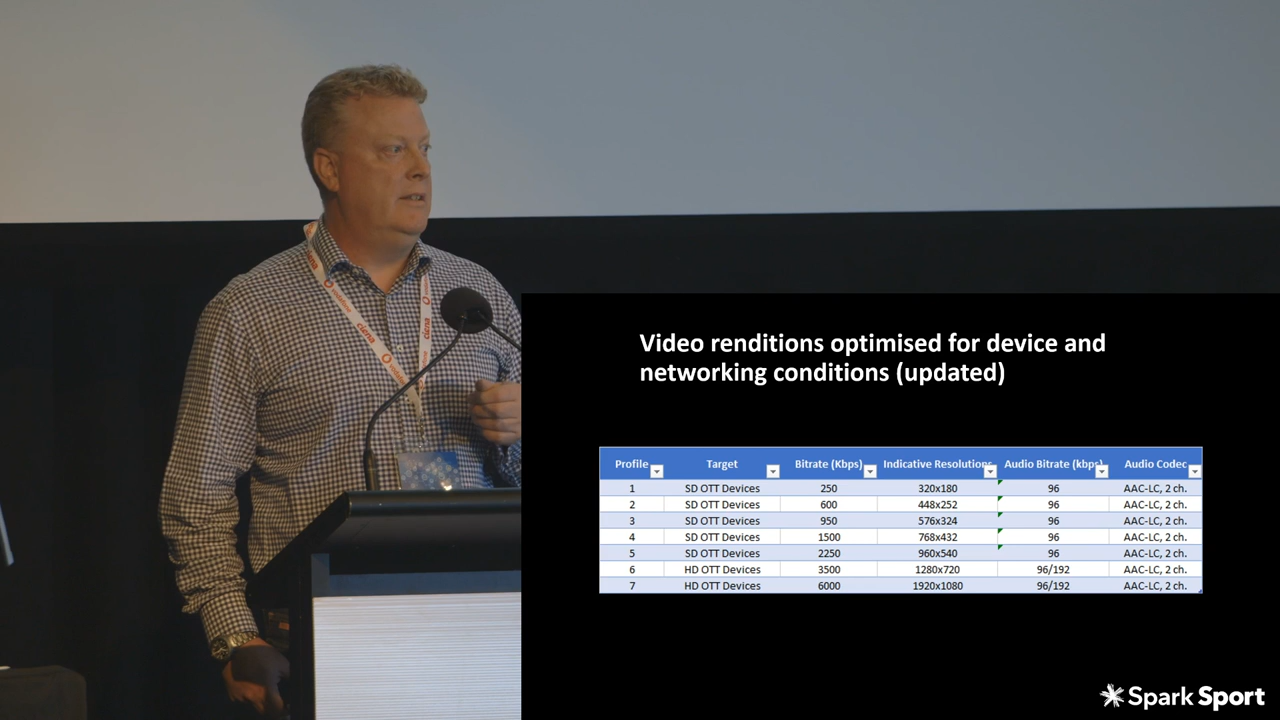 ciena
vodafone
ciena
Video renditions optimised for device and
networking conditions (updated)
Profile Target Bitrate (Kbps) Indicative Resolution Audio Bitrate (kbps) Audio Codec
1 SD OTT Devices 250 320x180 96 AAC-LC, 2 ch.
2 SD OTT Devices 600 448x252 96 AAC-LC, 2 ch.
3 SD OTT Devices 950 576x324 96 AAC-LC, 2 ch.
4 SD OTT Devices 1500 768x432 96 AAC-LC, 2 ch.
5 SD OTT Devices 2250 960x540 96 AAC-LC, 2 ch.
6 HD OTT Devices 3500 1280x720 96/192 AAC-LC, 2 ch.
7 HD OTT Devices 6000 1920x1080 96/192 AAC-LC, 2 ch.
Spark Sport